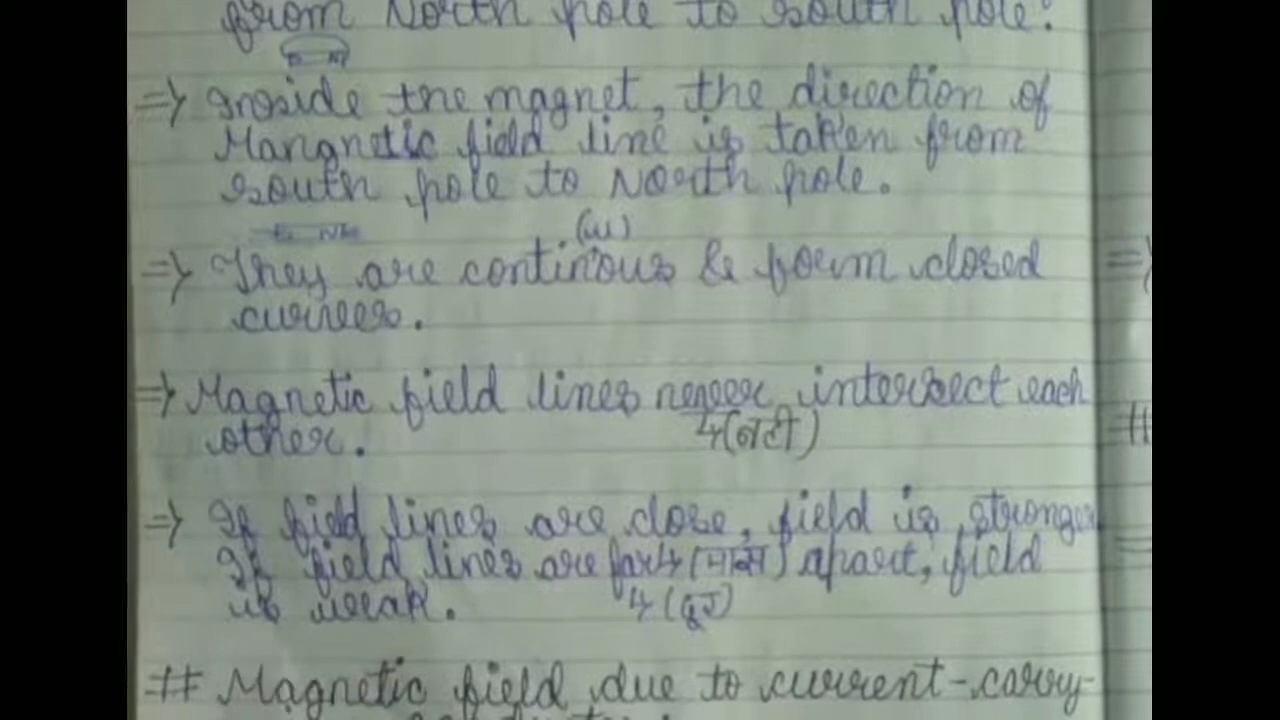 from North pole to south pole.
=> Inside the magnet, the direction of
Mangnetic field line is taken from
south pole to North pole.
(u)
=> They are continous & form closed
curves.
=> Magnetic field lines never intersect each
other. ↳(नही)
=> If field lines are close, field is stronger
If field lines are far↳ (पास) apart, field
is weak. ↳(दूर)
# Magnetic field due to current-carry-